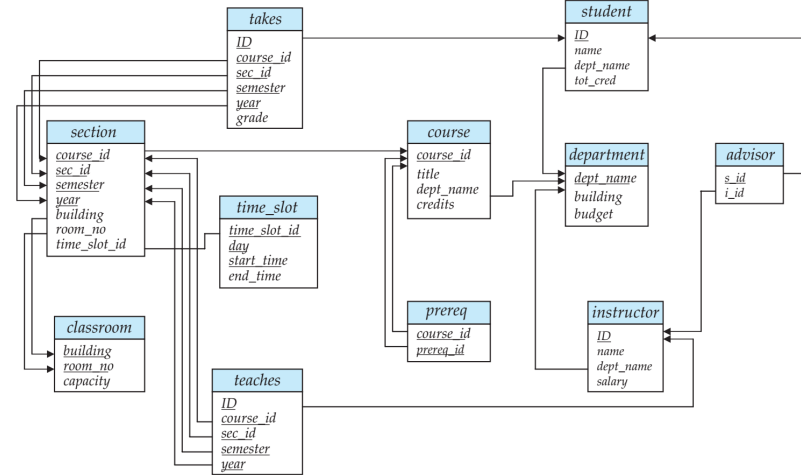 takes
ID
course_id
sec_id
semester
year
grade
student
ID
name
dept_name
tot_cred
section
course_id
sec_id
semester
year
building
room_no
time_slot_id
course
course_id
title
dept_name
credits
department
dept_name
building
budget
advisor
s_id
i_id
time_slot
time_slot_id
day
start_time
end_time
prereq
course_id
prereq_id
instructor
ID
name
dept_name
salary
classroom
building
room_no
capacity
teaches
ID
course_id
sec_id
semester
year